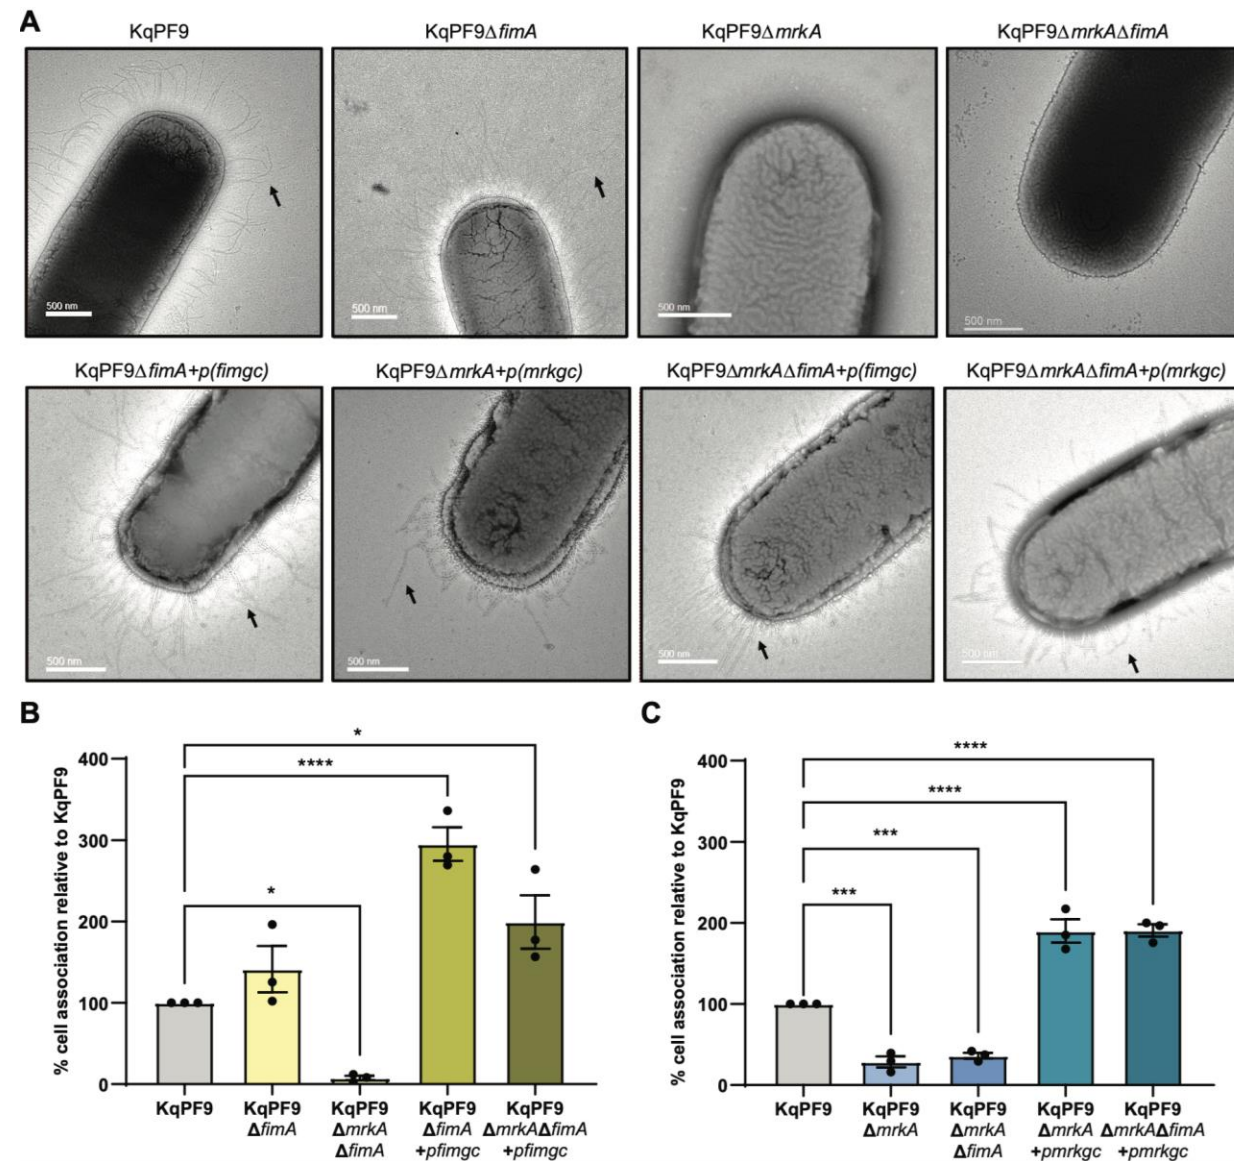 A
KqPF9
KqPF9ΔfimA
KqPF9ΔmrkA
KqPF9ΔmrkAΔfimA
500 nm
500 nm
500 nm
500 nm
KqPF9ΔfimA+p(fimgc)
KqPF9ΔmrkA+p(mrkgc)
KqPF9ΔmrkAΔfimA+p(fimgc)
KqPF9ΔmrkAΔfimA+p(mrkgc)
500 nm
500 nm
500 nm
500 nm
B
% cell association relative to KqPF9
400
300
200
100
0
*
****
*
KqPF9
KqPF9
ΔfimA
KqPF9
ΔmrkA
ΔfimA
KqPF9
ΔfimA
+pfimgc
KqPF9
ΔmrkAΔfimA
+pfimgc
C
% cell association relative to KqPF9
400
300
200
100
0
****
****
***
***
KqPF9
KqPF9
ΔmrkA
KqPF9
ΔmrkA
ΔfimA
KqPF9
ΔmrkA
+pmrkgc
KqPF9
ΔmrkAΔfimA
+pmrkgc